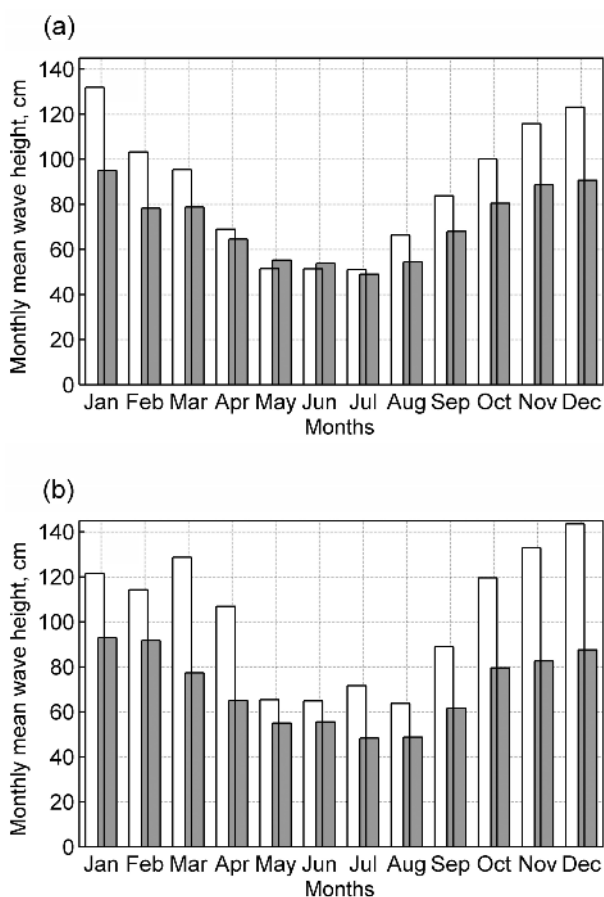 (a)
Monthly mean wave height, cm
140
120
100
80
60
40
20
0
Jan Feb Mar Apr May Jun Jul Aug Sep Oct Nov Dec
Months
(b)
Monthly mean wave height, cm
140
120
100
80
60
40
20
0
Jan Feb Mar Apr May Jun Jul Aug Sep Oct Nov Dec
Months